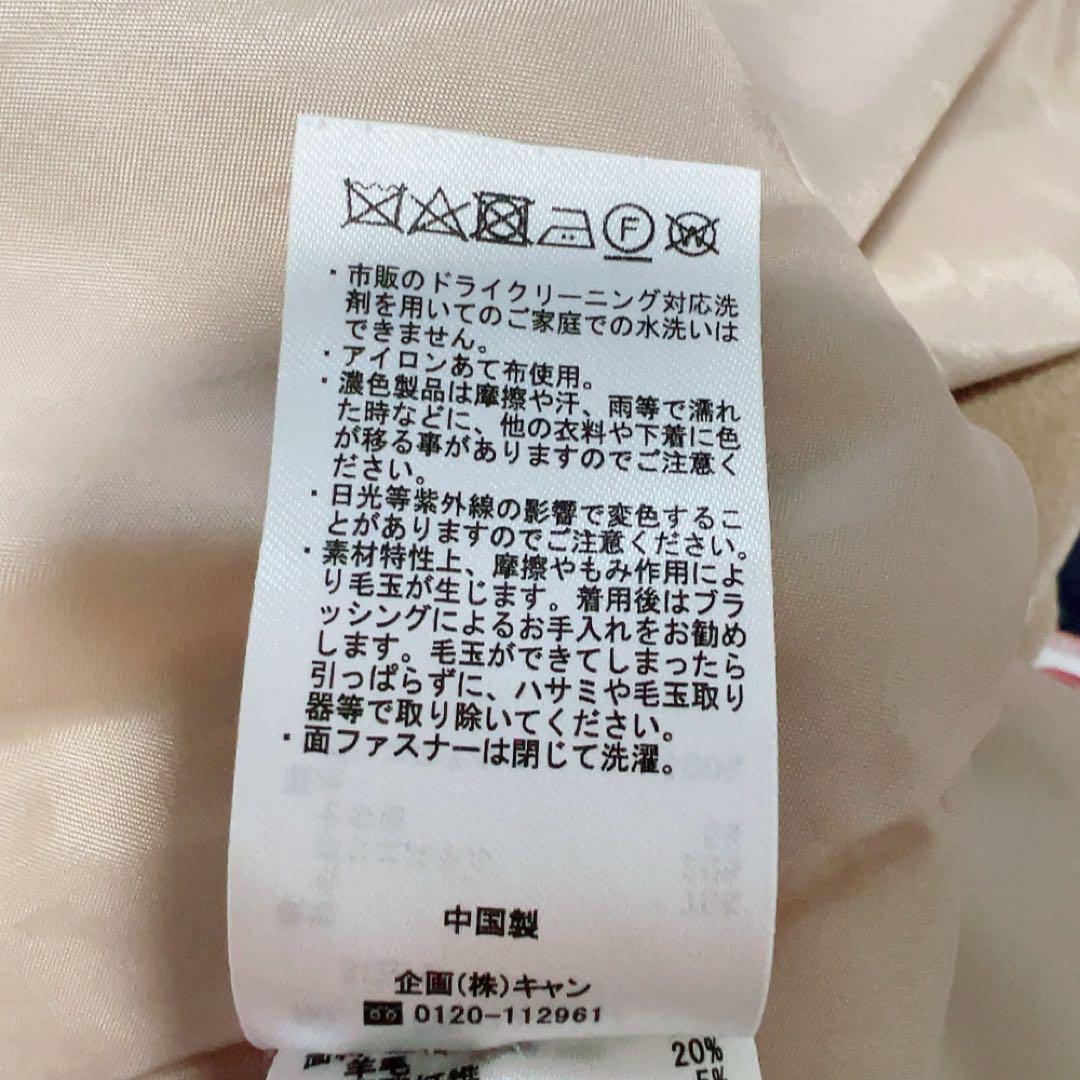 F W
・市販のドライクリーニング対応洗
剤を用いてのご家庭での水洗いは
できません。
・アイロンあて布使用。
・濃色製品は摩擦や汗、雨等で濡れ
た時などに、他の衣料や下着に色
が移る事がありますのでご注意く
ださい。
・日光等紫外線の影響で変色するこ
とがありますのでご注意ください。
・素材特性上、摩擦やもみ作用によ
り毛玉が生じます。着用後はブラ
ッシングによるお手入れをお勧め
します。毛玉ができてしまったら
引っぱらずに、ハサミや毛玉取り
器等で取り除いてください。
・面ファスナーは閉じて洗濯。
中国製
企画(株)キャン
0120-112961
20%
羊毛 5%